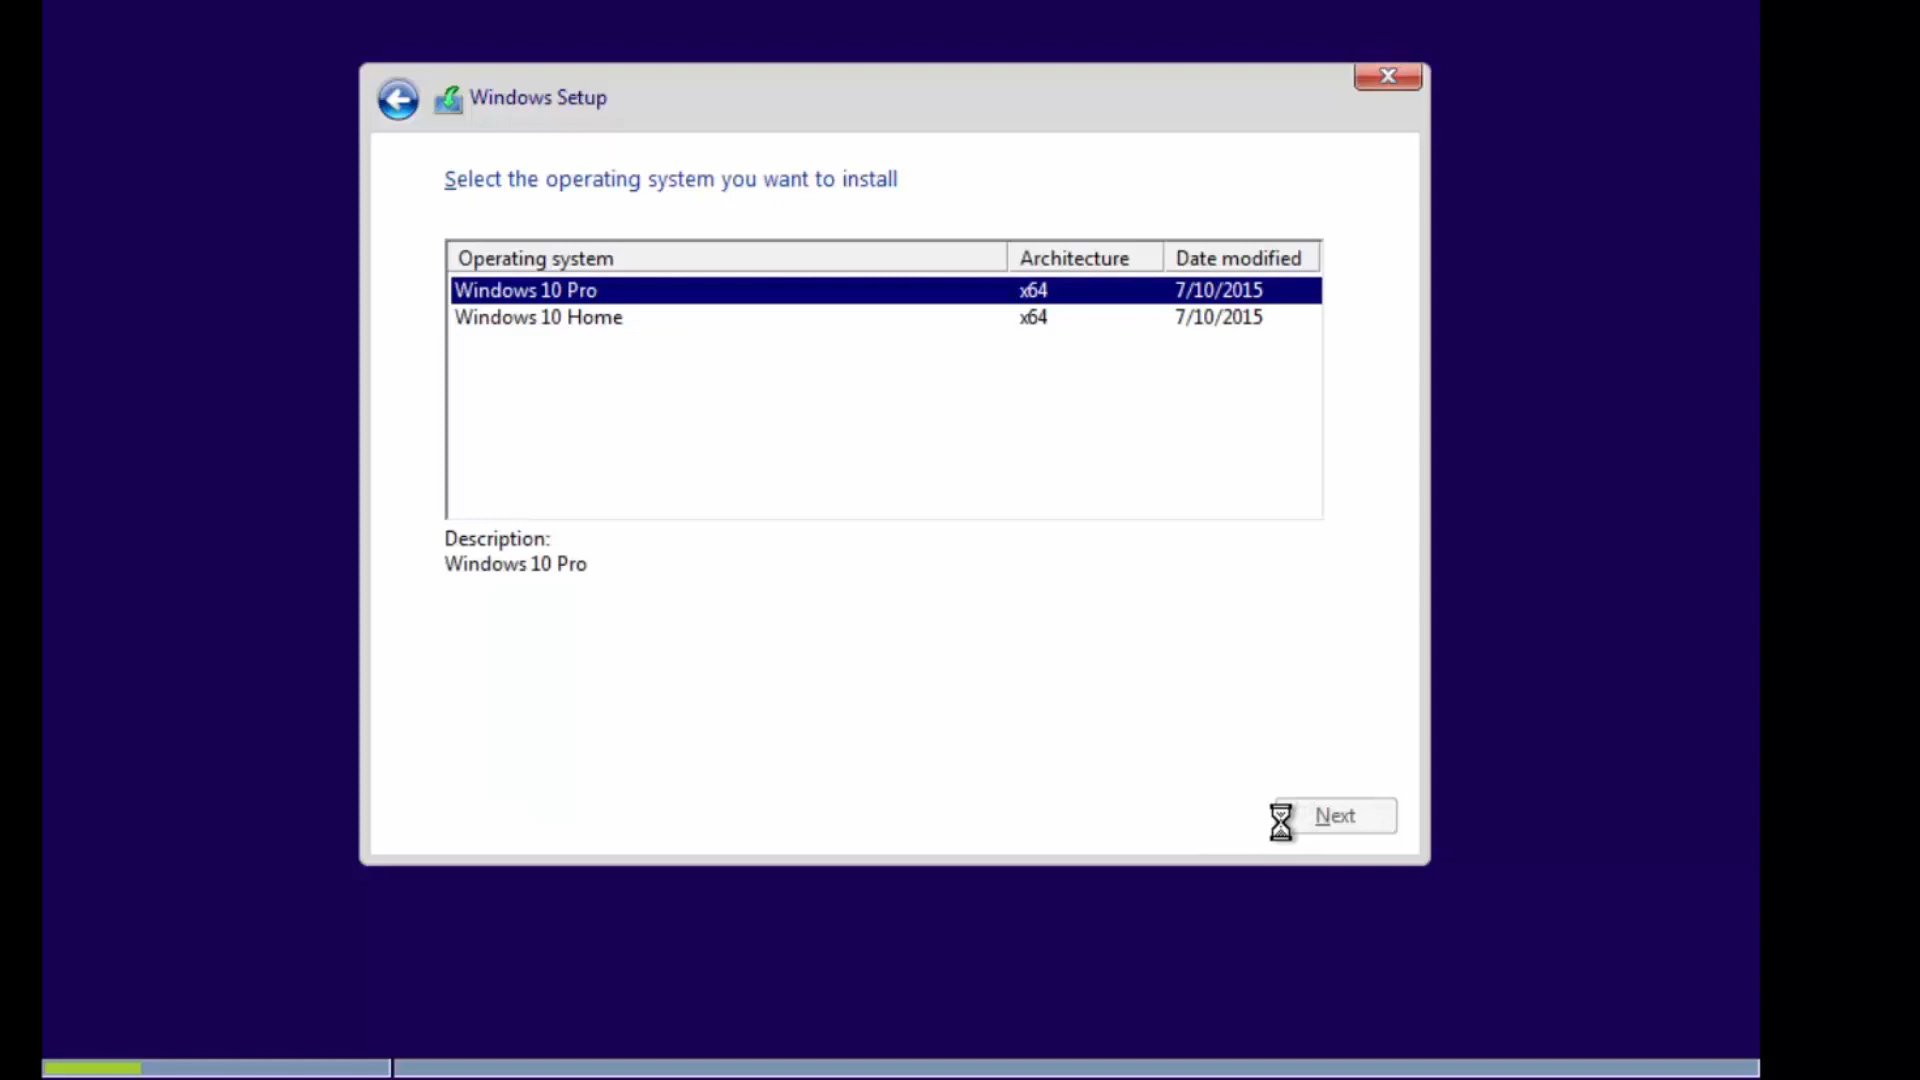 Windows Setup
Select the operating system you want to install
Operating system Architecture Date modified
Windows 10 Pro x64 7/10/2015
Windows 10 Home x64 7/10/2015
Description:
Windows 10 Pro
Next